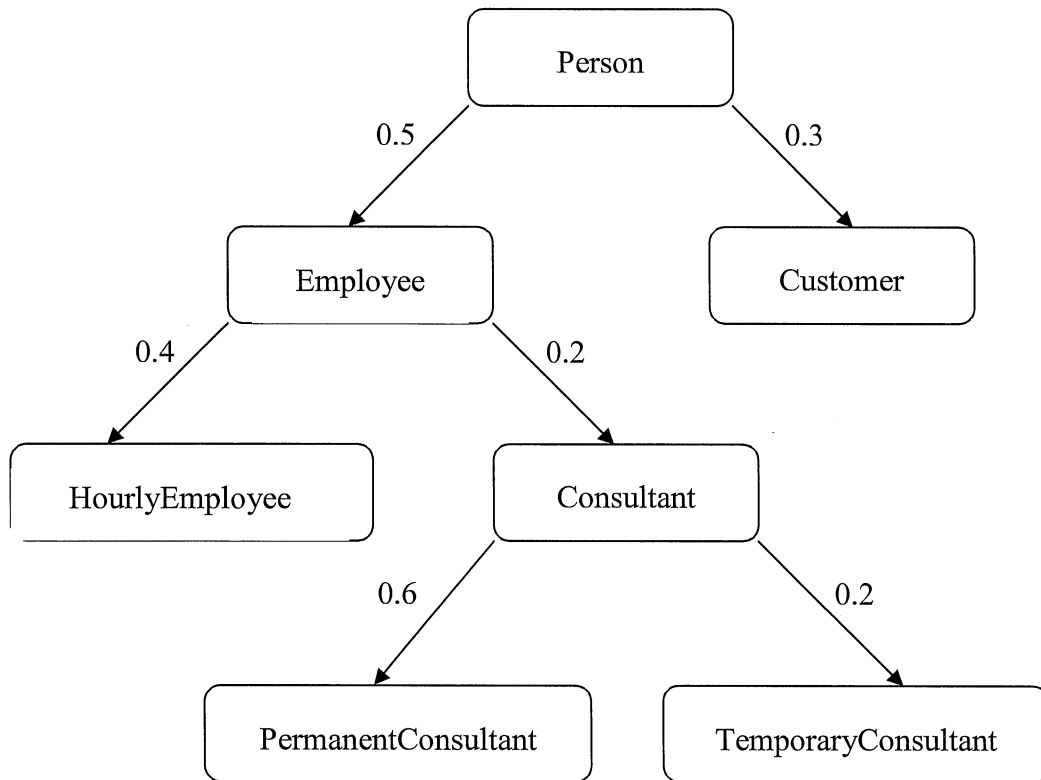 Person
0.5
0.3
Employee
Customer
0.4
0.2
HourlyEmployee
Consultant
0.6
0.2
PermanentConsultant
TemporaryConsultant